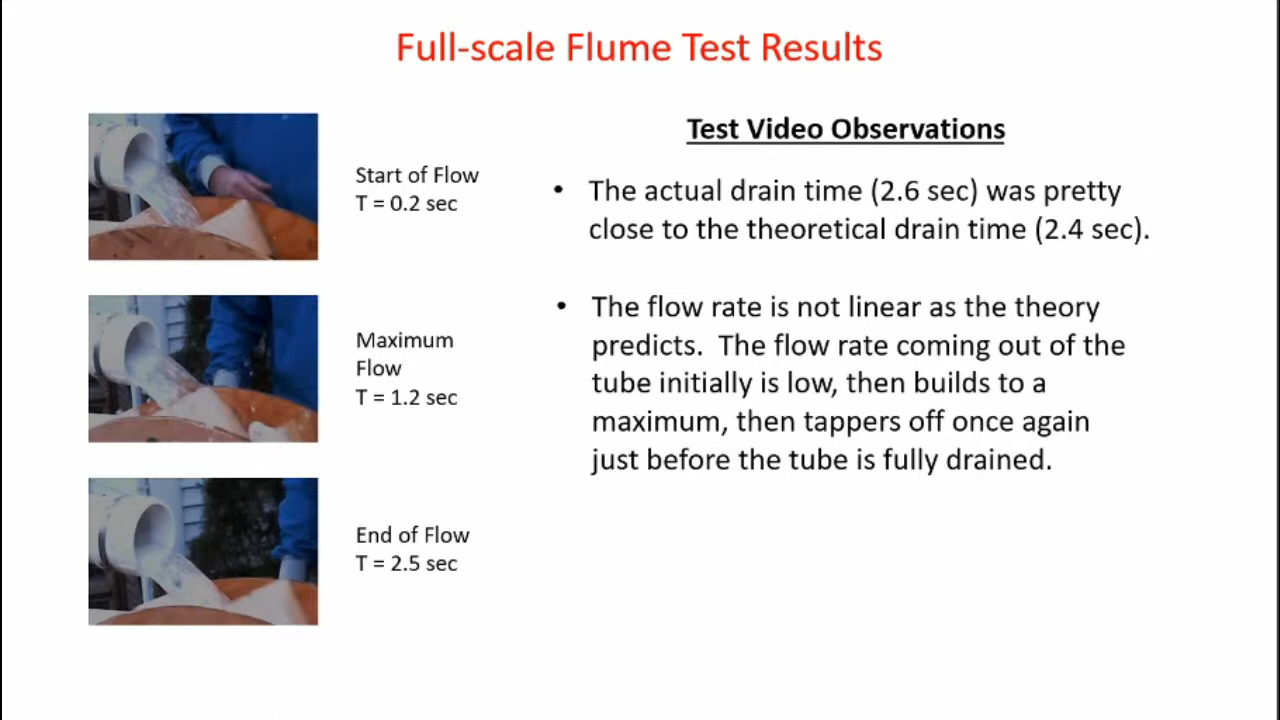 Full-scale Flume Test Results
Start of Flow
T = 0.2 sec
Maximum
Flow
T = 1.2 sec
End of Flow
T = 2.5 sec
Test Video Observations
• The actual drain time (2.6 sec) was pretty
close to the theoretical drain time (2.4 sec).
• The flow rate is not linear as the theory
predicts. The flow rate coming out of the
tube initially is low, then builds to a
maximum, then tappers off once again
just before the tube is fully drained.